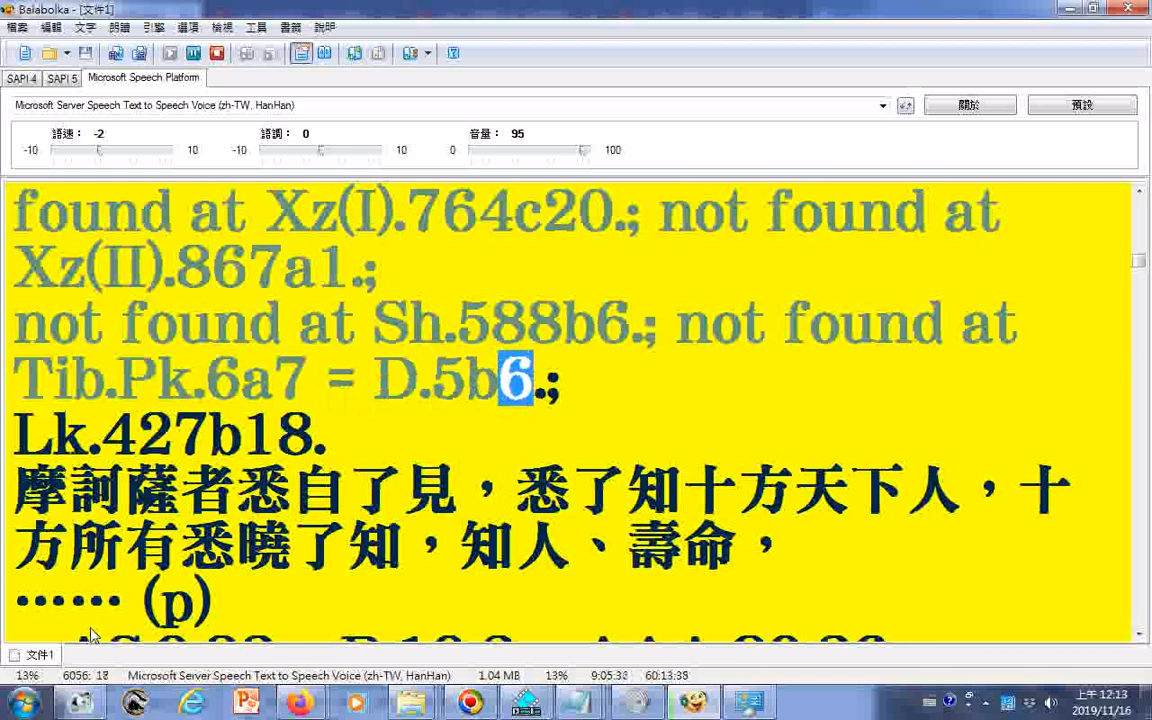 Balabolka - [文件1]
檔案 編輯 文字 朗讀 引擎 選項 檢視 工具 書籤 說明
SAPI 4 SAPI 5 Microsoft Speech Platform
Microsoft Server Speech Text to Speech Voice (zh-TW, HanHan) 關於 預設
語速： -2 語調： 0 音量： 95
-10 10 -10 10 0 100
found at Xz(I).764c20.; not found at
Xz(II).867a1.;
not found at Sh.588b6.; not found at
Tib.Pk.6a7 = D.5b6.;
Lk.427b18.
摩訶薩者悉自了見，悉了知十方天下人，十
方所有悉曉了知，知人、壽命，
…… (p)
文件1
13% 6056: 18 Microsoft Server Speech Text to Speech Voice (zh-TW, HanHan) 1.04 MB 13% 9:05:33 60:13:38
上午 12:13
2019/11/16